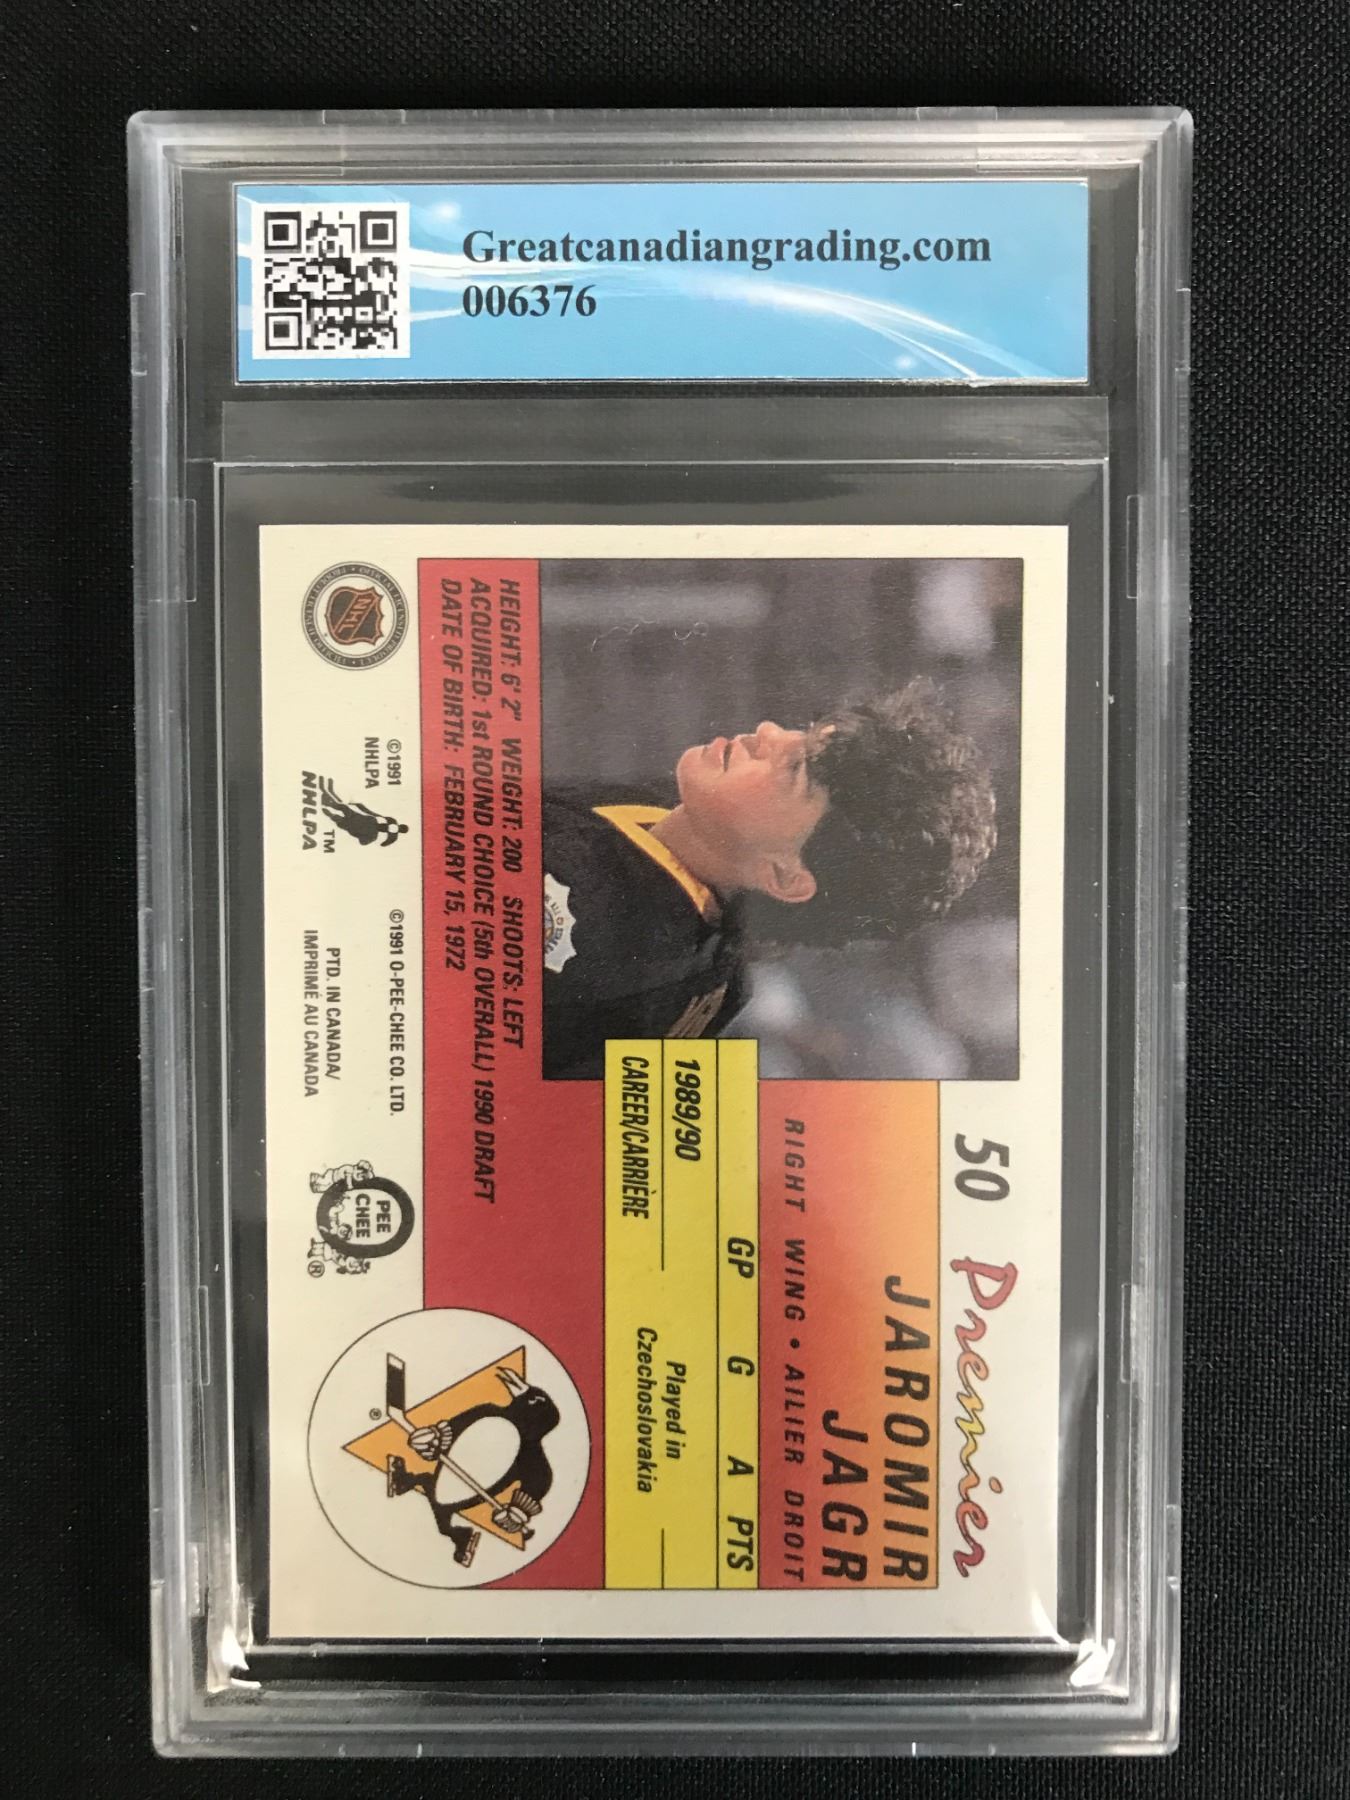 Greatcanadiangrading.com
006376
50 Premier
JAROMIR
JAGR
RIGHT WING • AILIER DROIT
GP G A PTS
1989/90 Played in
CAREER/CARRIÈRE Czechoslovakia
HEIGHT: 6' 2" WEIGHT: 200 SHOOTS: LEFT
ACQUIRED: 1st ROUND CHOICE (5th OVERALL) 1990 DRAFT
DATE OF BIRTH: FEBRUARY 15, 1972
NHL
©1991
NHLPA
TM
NHLPA
©1991 O-PEE-CHEE CO. LTD.
PTD. IN CANADA/
IMPRIMÉ AU CANADA
O
PEE
CHEE
®
®